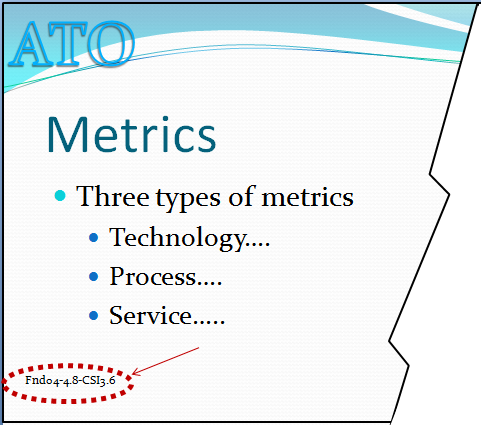 ATO
Metrics
Three types of metrics
Technology....
Process....
Service.....
Fnd04-4.8-CSI3.6